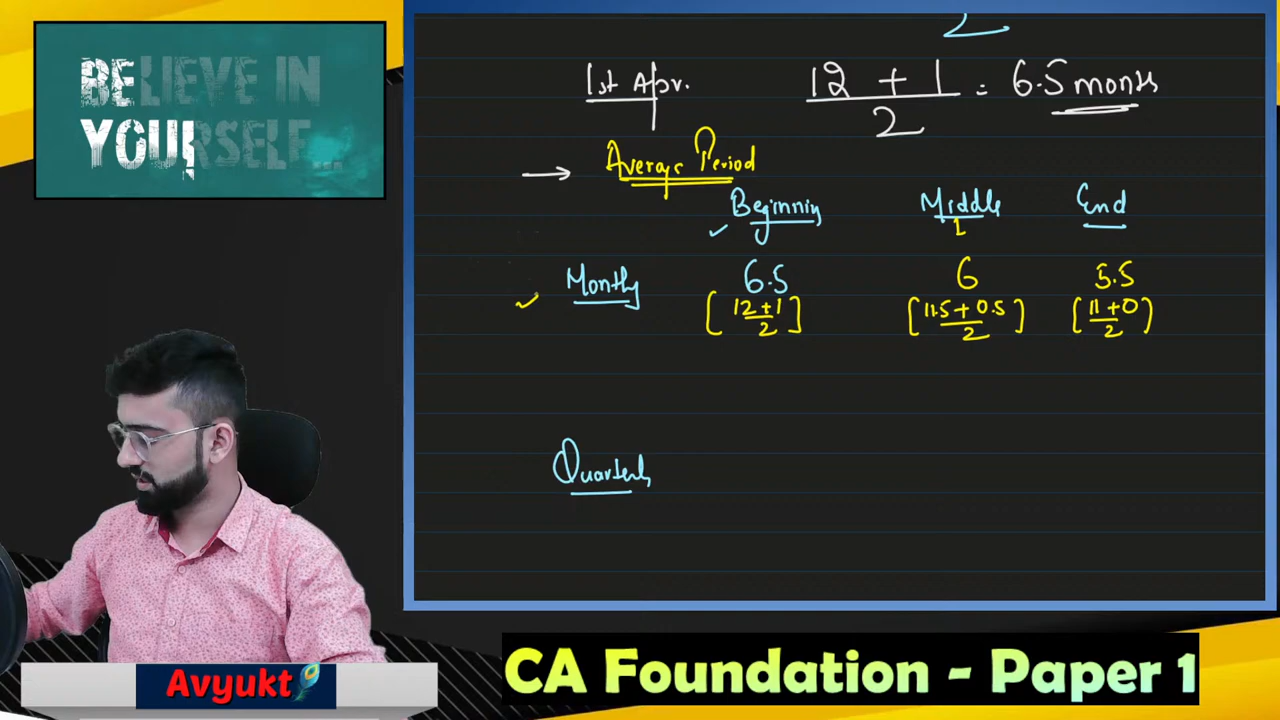 BELIEVE IN
YOURSELF...
2
1st Apr.
12 + 1 = 6.5 months
2
→ Average Period
Beginning Middle End
1
✓ Monthly 6.5 6 5.5
[12+1] [11.5+0.5] [11+0]
2 2 2
Quarterly
Avyukt
CA Foundation - Paper 1